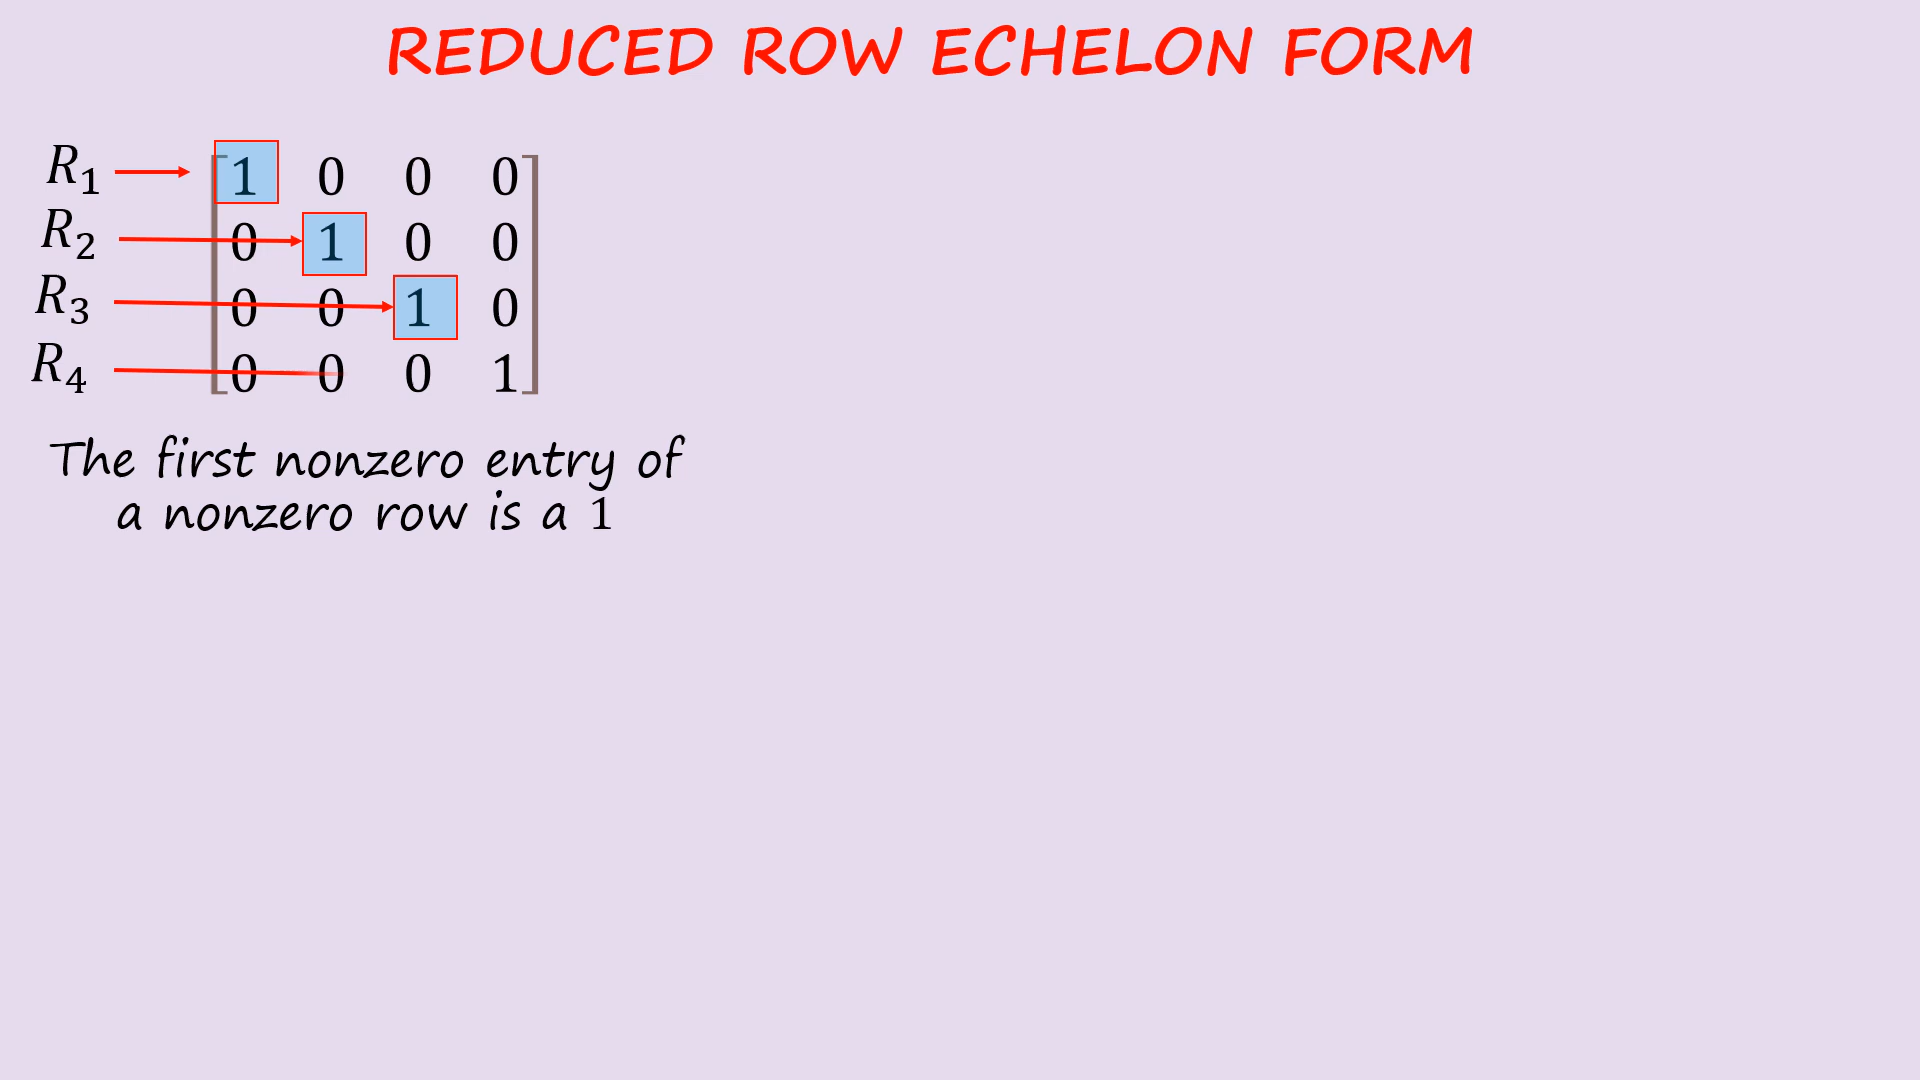 REDUCED ROW ECHELON FORM
R₁ 1 0 0 0
R₂ 0 1 0 0
R₃ 0 0 1 0
R₄ 0 0 0 1
The first nonzero entry of
a nonzero row is a 1